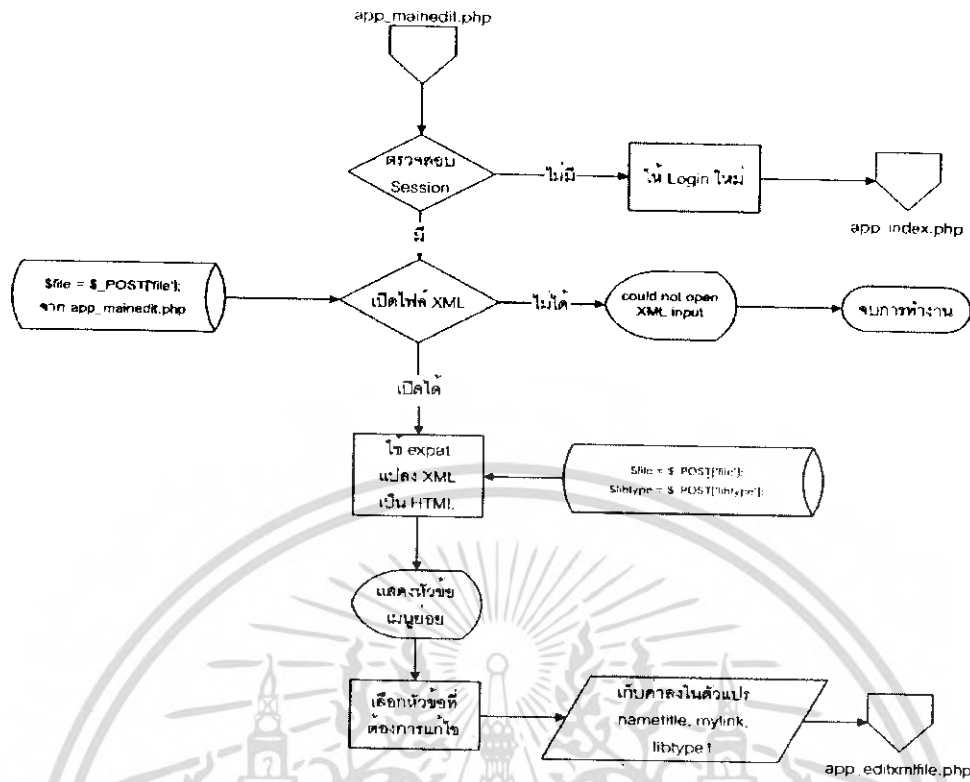 app_mainedit.php
ตรวจสอบ
Session
ไม่มี
ให้ Login ใหม่
app_index.php
มี
$file = $_POST['file'];
จาก app_mainedit.php
เปิดไฟล์ XML
ไม่ได้
could not open
XML input
จบการทำงาน
เปิดได้
ใช้ expat
แปลง XML
เป็น HTML
$file = $_POST['file'];
$libtype = $_POST['libtype'];
แสดงหัวข้อ
เมนูย่อย
เลือกหัวข้อที่
ต้องการแก้ไข
เก็บค่าลงในตัวแปร
nametitle, mylink,
libtype1
app_editxmlfile.php